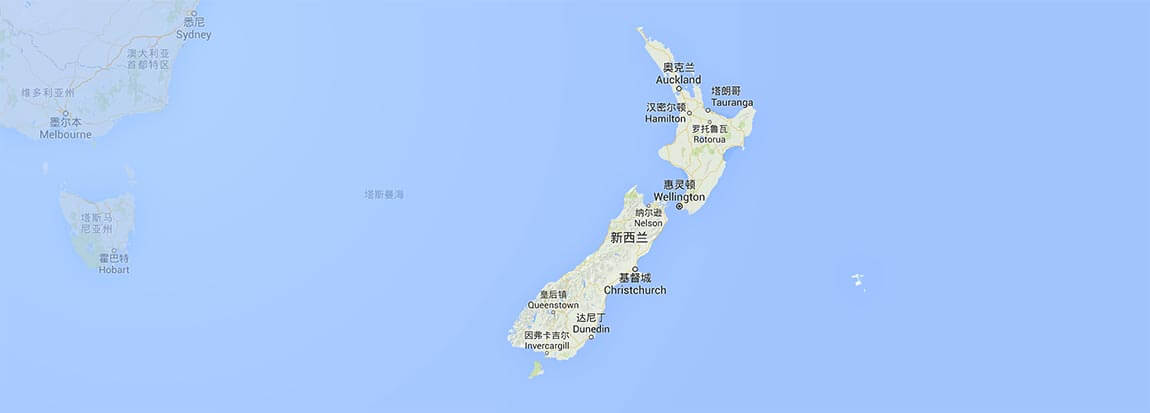 悉尼
Sydney
澳大利亚
首都特区
维多利亚州
墨尔本
Melbourne
塔斯马
尼亚州
霍巴特
Hobart
塔斯曼海
奥克兰
Auckland
塔朗哥
Tauranga
汉密尔顿
Hamilton
罗托鲁瓦
Rotorua
惠灵顿
Wellington
纳尔逊
Nelson
新西兰
基督城
Christchurch
皇后镇
Queenstown
达尼丁
Dunedin
因弗卡吉尔
Invercargill